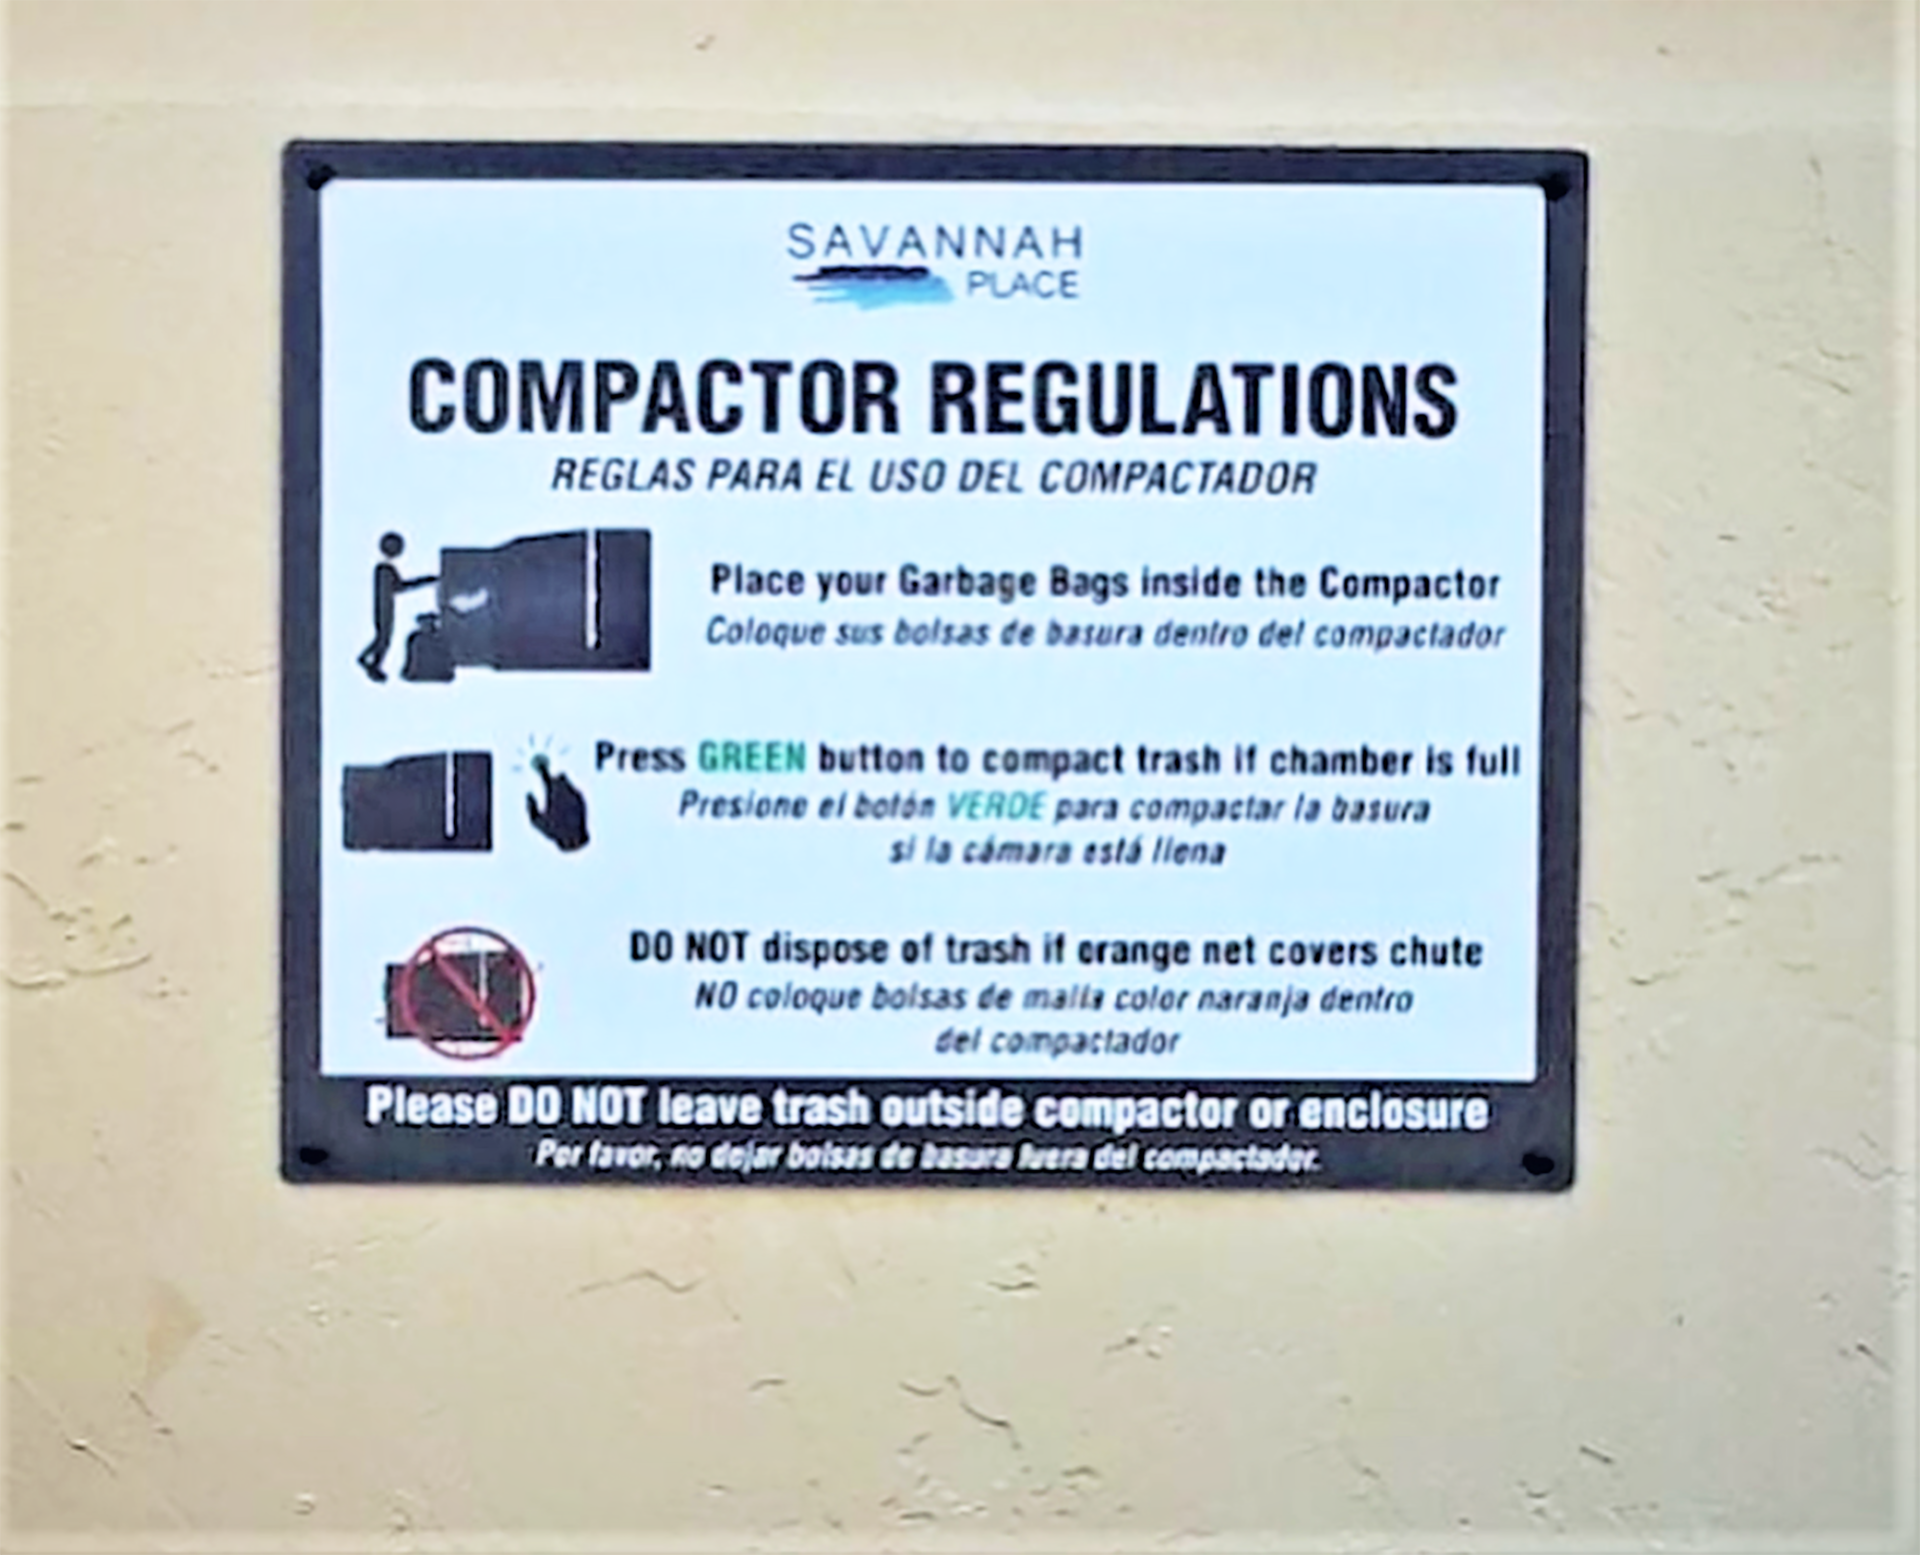 SAVANNAH
PLACE
COMPACTOR REGULATIONS
REGLAS PARA EL USO DEL COMPACTADOR
Place your Garbage Bags inside the Compactor
Coloque sus bolsas de basura dentro del compactador
Press GREEN button to compact trash if chamber is full
Presione el botón VERDE para compactar la basura
si la cámara está llena
DO NOT dispose of trash if orange net covers chute
NO coloque bolsas de malla color naranja dentro
del compactador
Please DO NOT leave trash outside compactor or enclosure
Por favor, no dejar bolsas de basura fuera del compactador.